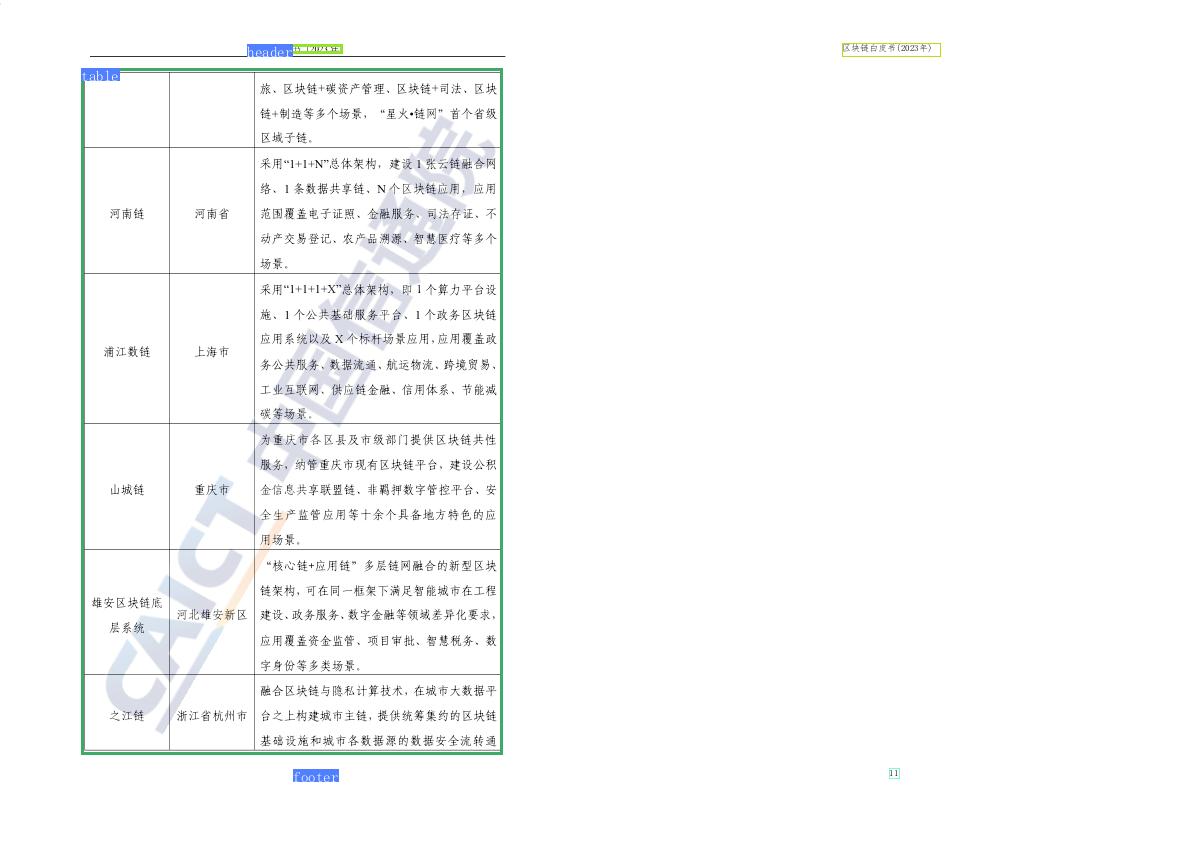 header
区块链白皮书(2023年)
table
旅、区块链+碳资产管理、区块链+司法、区块
链+制造等多个场景，“星火•链网”首个省级
区域子链。
河南链
河南省
采用“1+1+N”总体架构，建设 1 张云链融合网
络、1 条数据共享链、N 个区块链应用，应用
范围覆盖电子证照、金融服务、司法存证、不
动产交易登记、农产品溯源、智慧医疗等多个
场景。
浦江数链
上海市
采用“1+1+1+X”总体架构，即 1 个算力平台设
施、1 个公共基础服务平台、1 个政务区块链
应用系统以及 X 个标杆场景应用，应用覆盖政
务公共服务、数据流通、航运物流、跨境贸易、
工业互联网、供应链金融、信用体系、节能减
碳等场景。
山城链
重庆市
为重庆市各区县及市级部门提供区块链共性
服务，纳管重庆市现有区块链平台，建设公积
金信息共享联盟链、非羁押数字管控平台、安
全生产监管应用等十余个具备地方特色的应
用场景。
雄安区块链底
层系统
河北雄安新区
“核心链+应用链”多层链网融合的新型区块
链架构，可在同一框架下满足智能城市在工程
建设、政务服务、数字金融等领域差异化要求，
应用覆盖资金监管、项目审批、智慧税务、数
字身份等多类场景。
之江链
浙江省杭州市
融合区块链与隐私计算技术，在城市大数据平
台之上构建城市主链，提供统筹集约的区块链
基础设施和城市各数据源的数据安全流转通
CAICT 中国信通院
footer
11